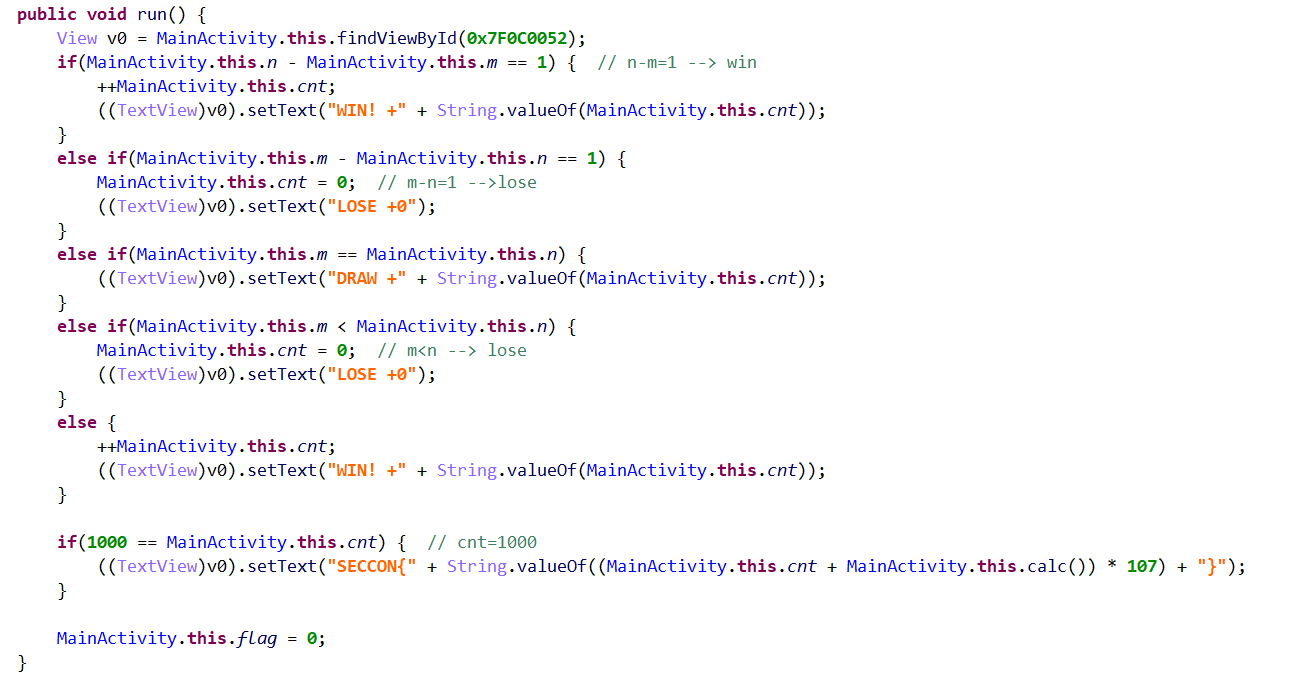 public void run() {
    View v0 = MainActivity.this.findViewById(0x7F0C0052);
    if(MainActivity.this.n - MainActivity.this.m == 1) {  // n-m=1 --> win
        ++MainActivity.this.cnt;
        ((TextView)v0).setText("WIN! +" + String.valueOf(MainActivity.this.cnt));
    }
    else if(MainActivity.this.m - MainActivity.this.n == 1) {
        MainActivity.this.cnt = 0;  // m-n=1 -->lose
        ((TextView)v0).setText("LOSE +0");
    }
    else if(MainActivity.this.m == MainActivity.this.n) {
        ((TextView)v0).setText("DRAW +" + String.valueOf(MainActivity.this.cnt));
    }
    else if(MainActivity.this.m < MainActivity.this.n) {
        MainActivity.this.cnt = 0;  // m<n --> lose
        ((TextView)v0).setText("LOSE +0");
    }
    else {
        ++MainActivity.this.cnt;
        ((TextView)v0).setText("WIN! +" + String.valueOf(MainActivity.this.cnt));
    }

    if(1000 == MainActivity.this.cnt) {  // cnt=1000
        ((TextView)v0).setText("SECCON{" + String.valueOf((MainActivity.this.cnt + MainActivity.this.calc()) * 107) + "}");
    }

    MainActivity.this.flag = 0;
}